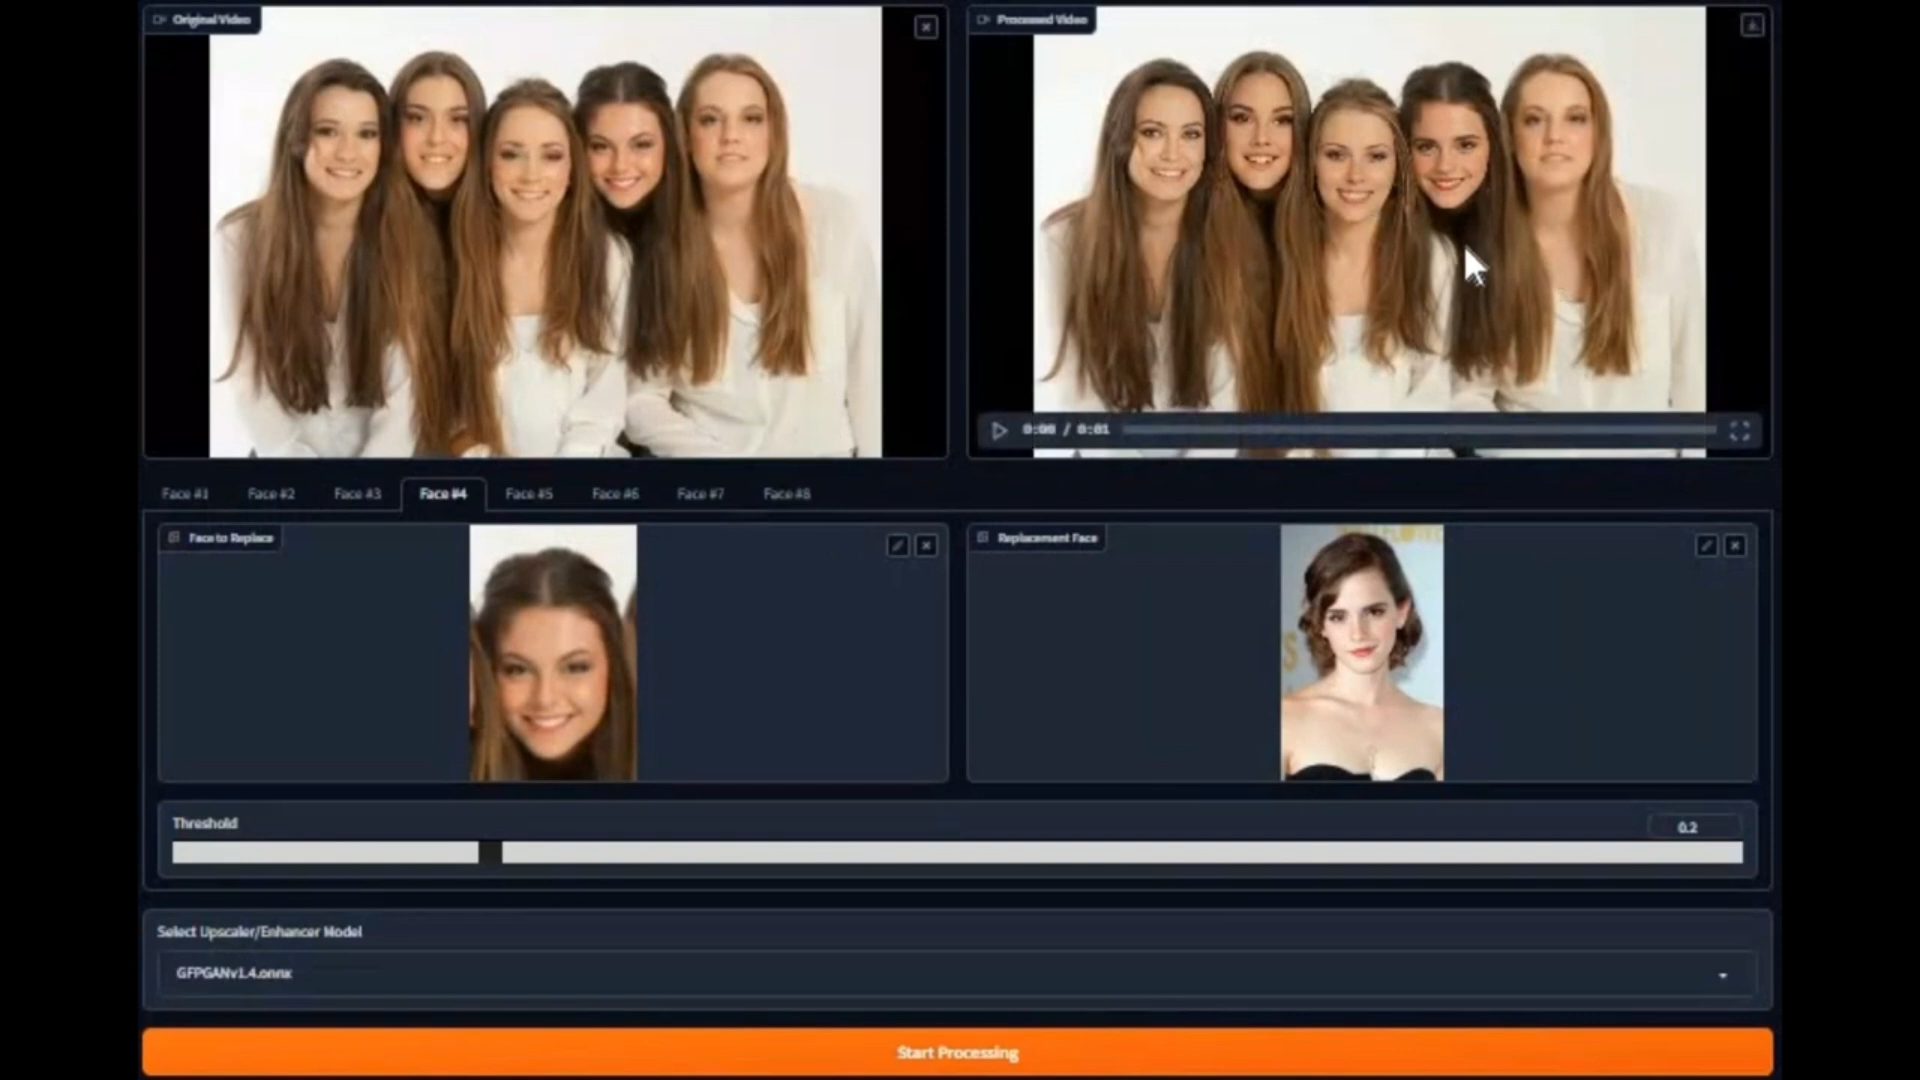 Original Video
Processed Video
0:00 / 0:01
Face #1 Face #2 Face #3 Face #4 Face #5 Face #6 Face #7 Face #8
Face to Replace
Replacement Face
Threshold
0.2
Select Upscaler/Enhancer Model
GFPGANv1.4.onnx
Start Processing